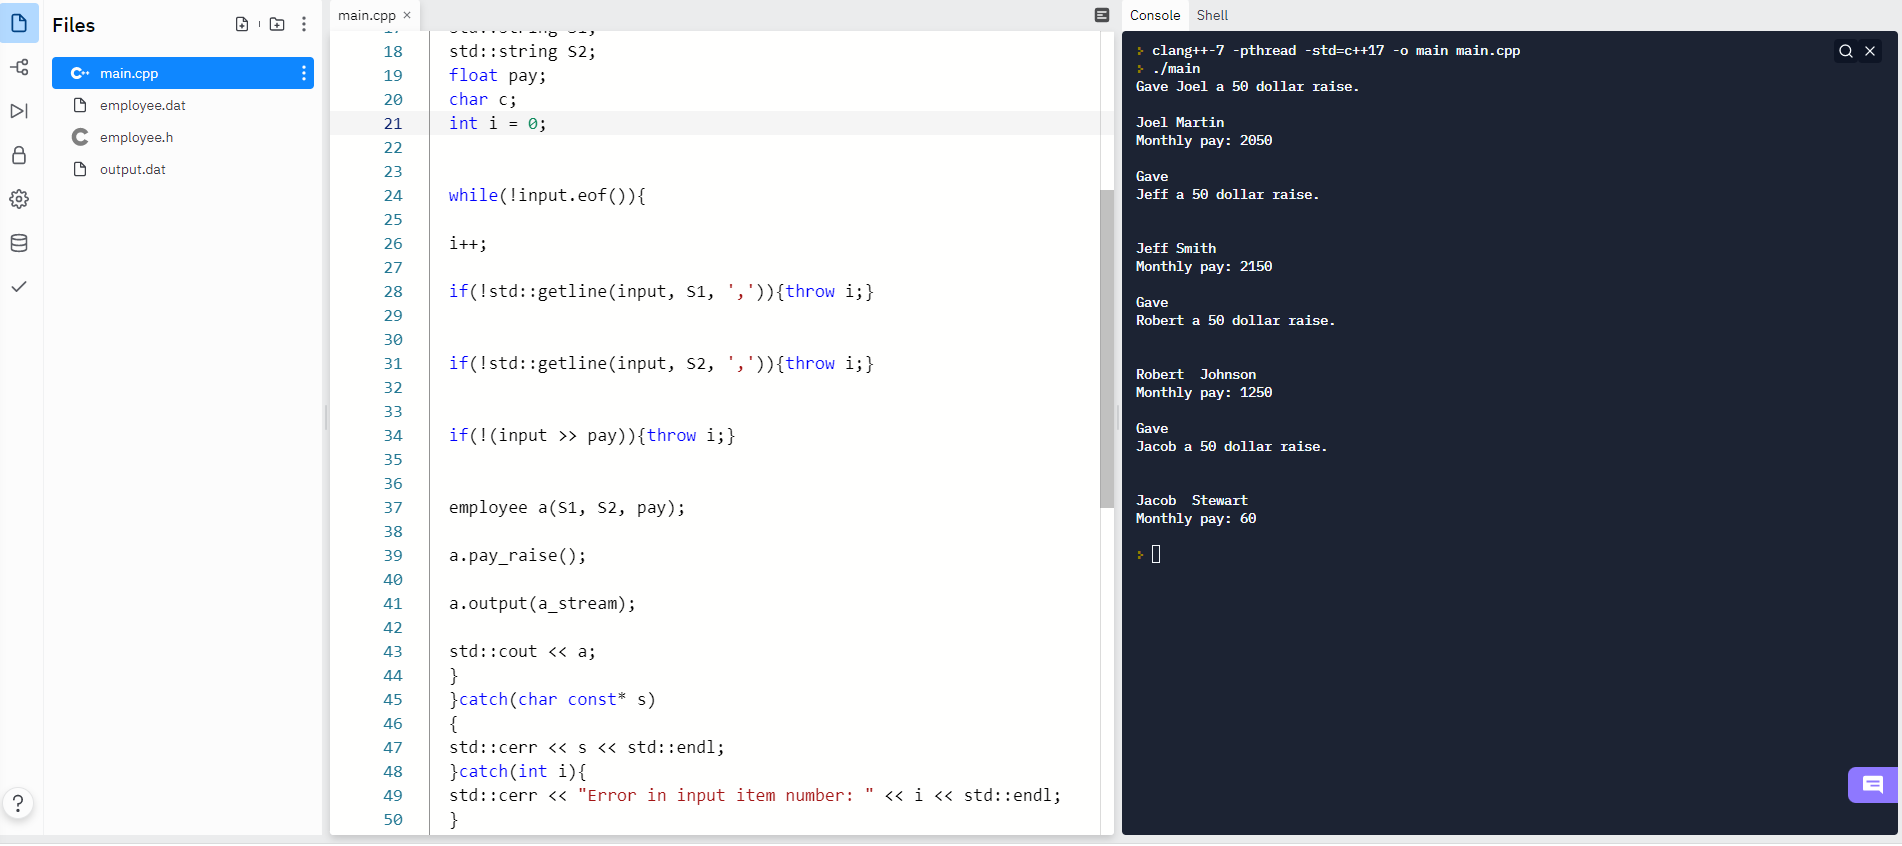 Files
main.cpp
employee.dat
employee.h
output.dat
?
main.cpp ×
17 std::string S1;
18 std::string S2;
19 float pay;
20 char c;
21 int i = 0;
22
23
24 while(!input.eof()){
25
26 i++;
27
28 if(!std::getline(input, S1, ',')){throw i;}
29
30
31 if(!std::getline(input, S2, ',')){throw i;}
32
33
34 if(!(input >> pay)){throw i;}
35
36
37 employee a(S1, S2, pay);
38
39 a.pay_raise();
40
41 a.output(a_stream);
42
43 std::cout << a;
44 }
45 }catch(char const* s)
46 {
47 std::cerr << s << std::endl;
48 }catch(int i){
49 std::cerr << "Error in input item number: " << i << std::endl;
50 }
Console Shell
clang++-7 -pthread -std=c++17 -o main main.cpp
./main
Gave Joel a 50 dollar raise.
Joel Martin
Monthly pay: 2050
Gave
Jeff a 50 dollar raise.
Jeff Smith
Monthly pay: 2150
Gave
Robert a 50 dollar raise.
Robert  Johnson
Monthly pay: 1250
Gave
Jacob a 50 dollar raise.
Jacob  Stewart
Monthly pay: 60